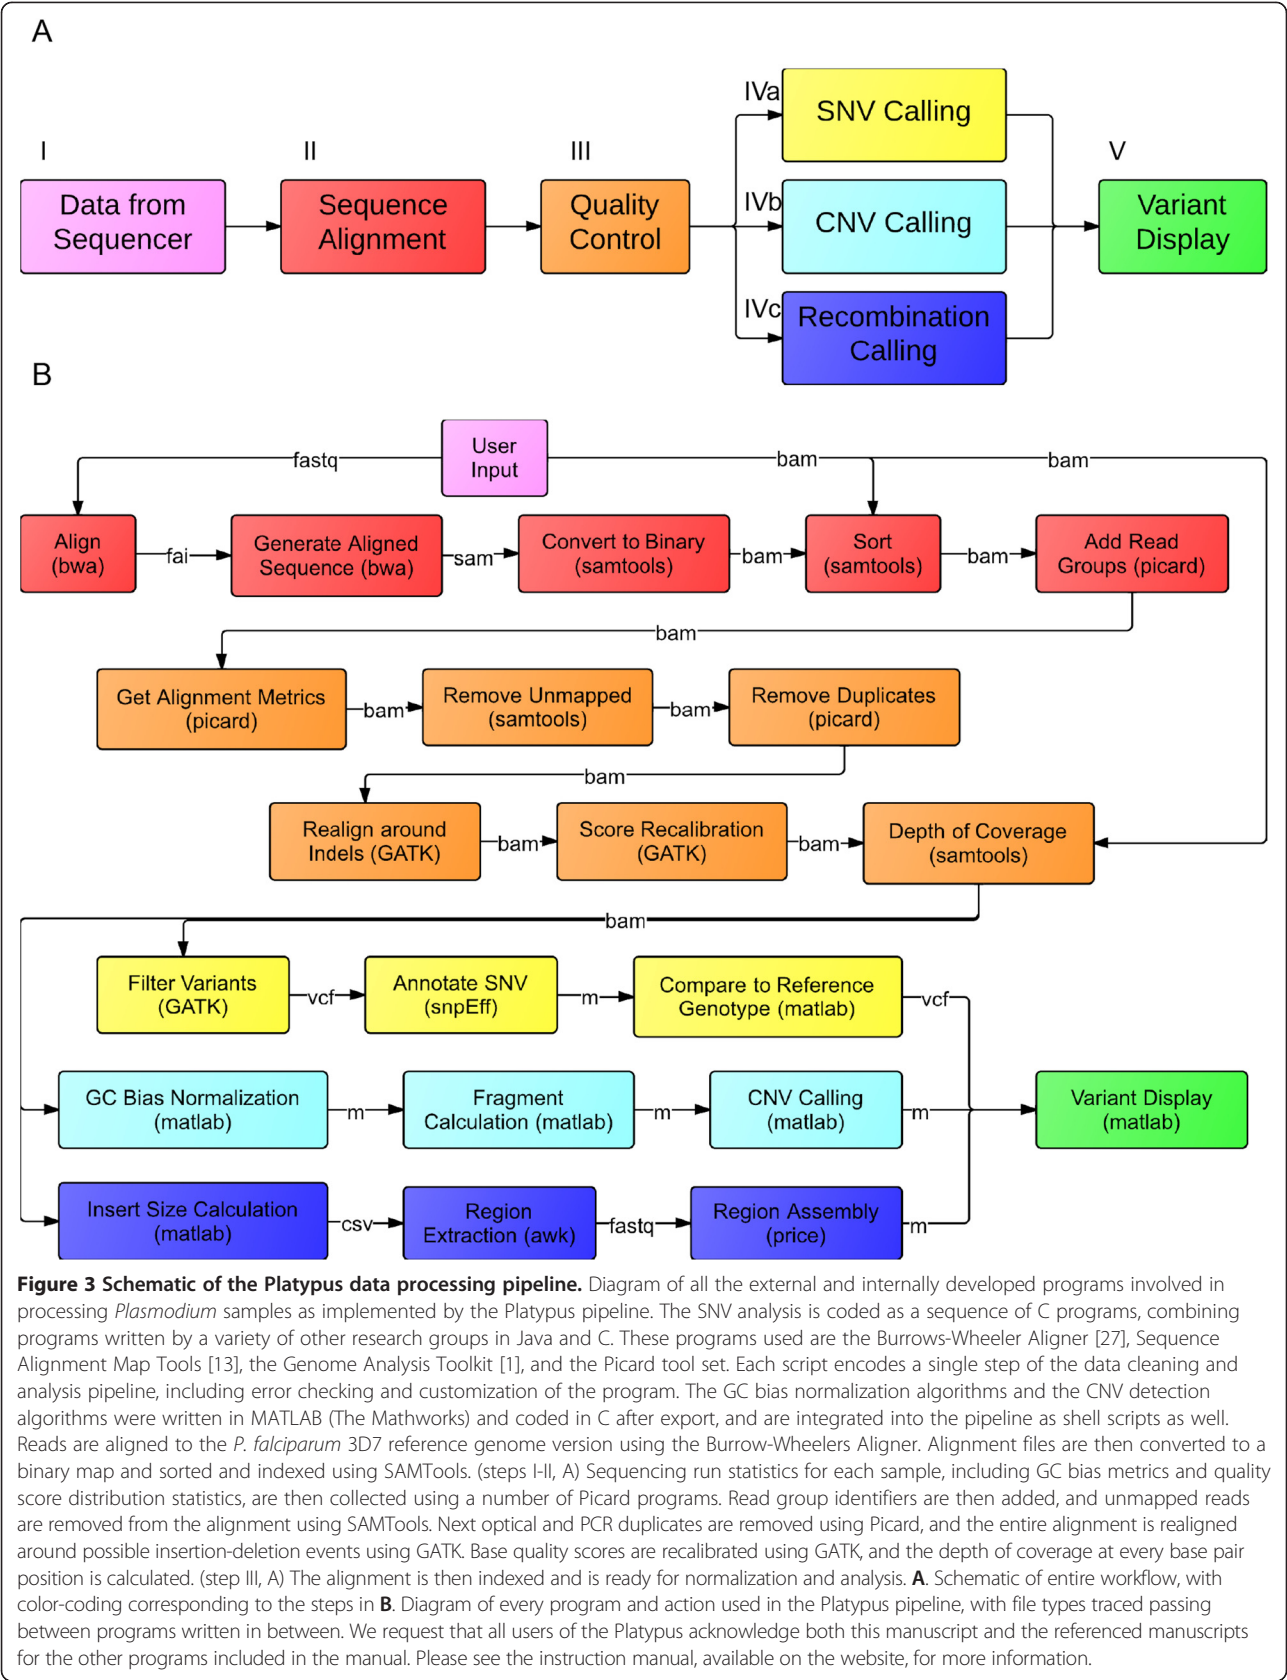 A
I
II
III
IVa
IVb
IVc
V
Data from
Sequencer
Sequence
Alignment
Quality
Control
SNV Calling
CNV Calling
Recombination
Calling
Variant
Display
B
User
Input
fastq
bam
bam
Align
(bwa)
fai
Generate Aligned
Sequence (bwa)
sam
Convert to Binary
(samtools)
bam
Sort
(samtools)
bam
Add Read
Groups (picard)
bam
Get Alignment Metrics
(picard)
bam
Remove Unmapped
(samtools)
bam
Remove Duplicates
(picard)
bam
Realign around
Indels (GATK)
bam
Score Recalibration
(GATK)
bam
Depth of Coverage
(samtools)
bam
Filter Variants
(GATK)
vcf
Annotate SNV
(snpEff)
m
Compare to Reference
Genotype (matlab)
vcf
GC Bias Normalization
(matlab)
m
Fragment
Calculation (matlab)
m
CNV Calling
(matlab)
m
Variant Display
(matlab)
Insert Size Calculation
(matlab)
csv
Region
Extraction (awk)
fastq
Region Assembly
(price)
m
Figure 3 Schematic of the Platypus data processing pipeline. Diagram of all the external and internally developed programs involved in
processing Plasmodium samples as implemented by the Platypus pipeline. The SNV analysis is coded as a sequence of C programs, combining
programs written by a variety of other research groups in Java and C. These programs used are the Burrows-Wheeler Aligner [27], Sequence
Alignment Map Tools [13], the Genome Analysis Toolkit [1], and the Picard tool set. Each script encodes a single step of the data cleaning and
analysis pipeline, including error checking and customization of the program. The GC bias normalization algorithms and the CNV detection
algorithms were written in MATLAB (The Mathworks) and coded in C after export, and are integrated into the pipeline as shell scripts as well.
Reads are aligned to the P. falciparum 3D7 reference genome version using the Burrow-Wheelers Aligner. Alignment files are then converted to a
binary map and sorted and indexed using SAMTools. (steps I-II, A) Sequencing run statistics for each sample, including GC bias metrics and quality
score distribution statistics, are then collected using a number of Picard programs. Read group identifiers are then added, and unmapped reads
are removed from the alignment using SAMTools. Next optical and PCR duplicates are removed using Picard, and the entire alignment is realigned
around possible insertion-deletion events using GATK. Base quality scores are recalibrated using GATK, and the depth of coverage at every base pair
position is calculated. (step III, A) The alignment is then indexed and is ready for normalization and analysis. A. Schematic of entire workflow, with
color-coding corresponding to the steps in B. Diagram of every program and action used in the Platypus pipeline, with file types traced passing
between programs written in between. We request that all users of the Platypus acknowledge both this manuscript and the referenced manuscripts
for the other programs included in the manual. Please see the instruction manual, available on the website, for more information.